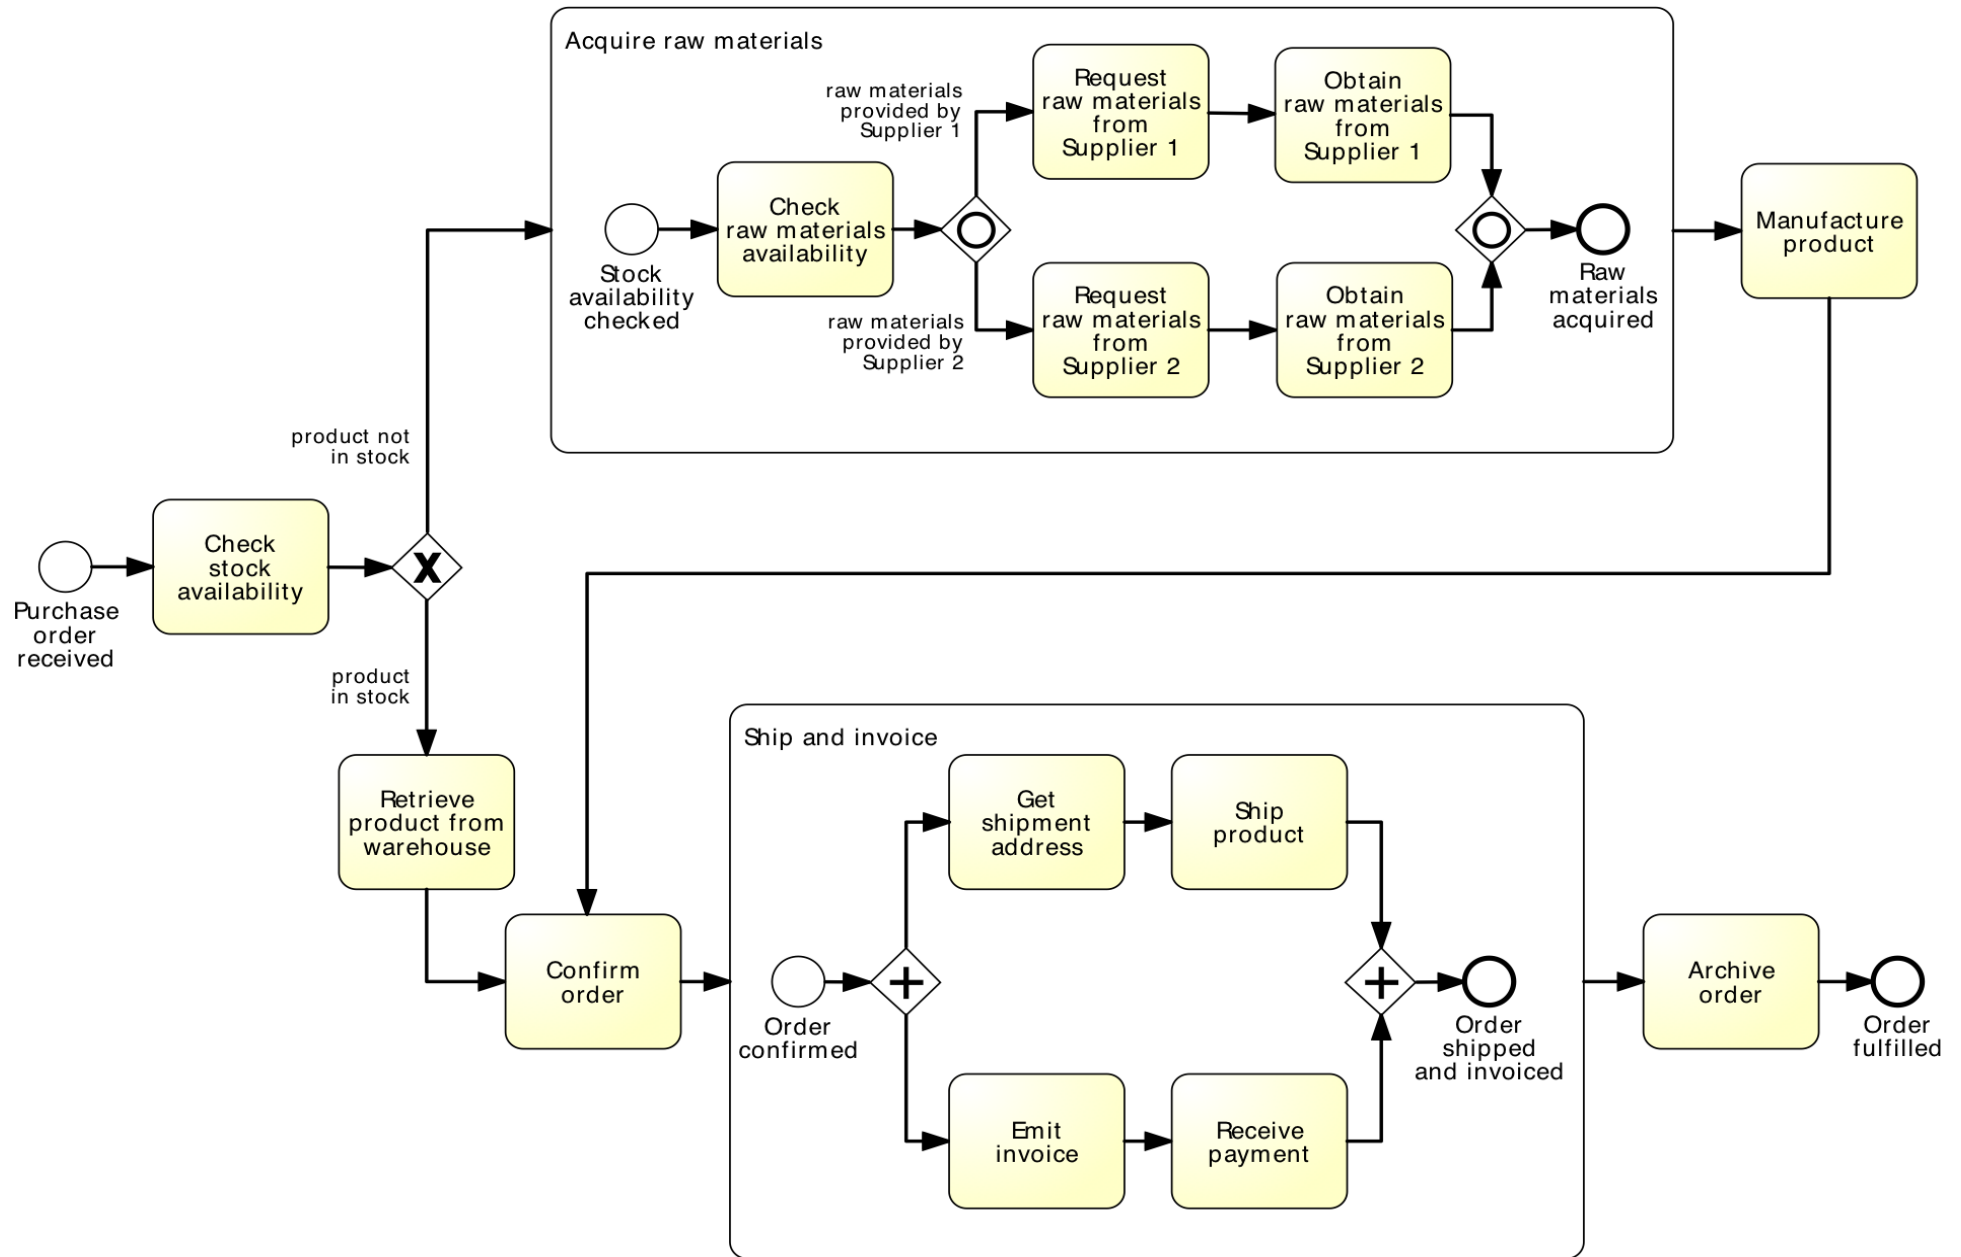 Acquire raw materials
raw materials
provided by
Supplier 1
Request
raw materials
from
Supplier 1
Obtain
raw materials
from
Supplier 1
Stock
availability
checked
Check
raw materials
availability
raw materials
provided by
Supplier 2
Request
raw materials
from
Supplier 2
Obtain
raw materials
from
Supplier 2
Raw
materials
acquired
Manufacture
product
product not
in stock
Purchase
order
received
Check
stock
availability
X
product
in stock
Retrieve
product from
warehouse
Confirm
order
Ship and invoice
Get
shipment
address
Ship
product
Order
confirmed
Emit
invoice
Receive
payment
Order
shipped
and invoiced
Archive
order
Order
fulfilled